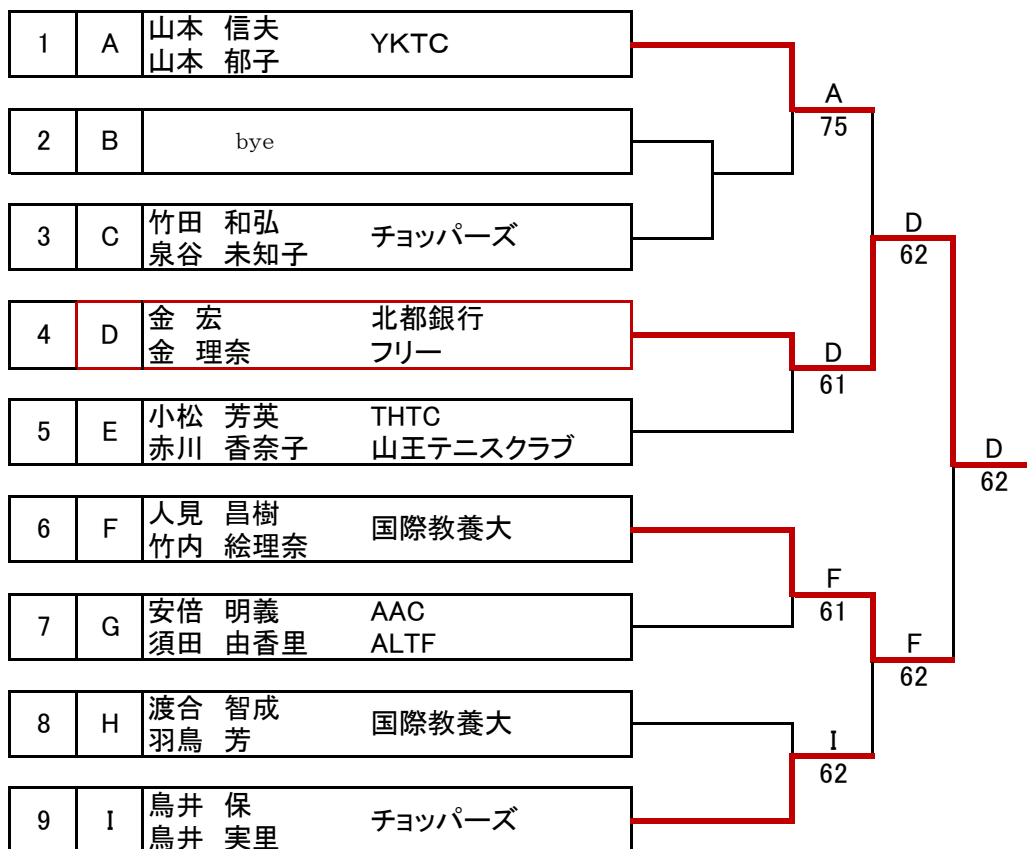 1 A 山本 信夫 YKTC
山本 郁子
A
75
2 B bye
3 C 竹田 和弘 チョッパーズ
泉谷 未知子
D
62
4 D 金 宏 北都銀行
金 理奈 フリー
D
61
5 E 小松 芳英 THTC
赤川 香奈子 山王テニスクラブ
D
62
6 F 人見 昌樹 国際教養大
竹内 絵理奈
F
61
7 G 安倍 明義 AAC
須田 由香里 ALTF
F
62
8 H 渡合 智成 国際教養大
羽鳥 芳
I
62
9 I 鳥井 保 チョッパーズ
鳥井 実里